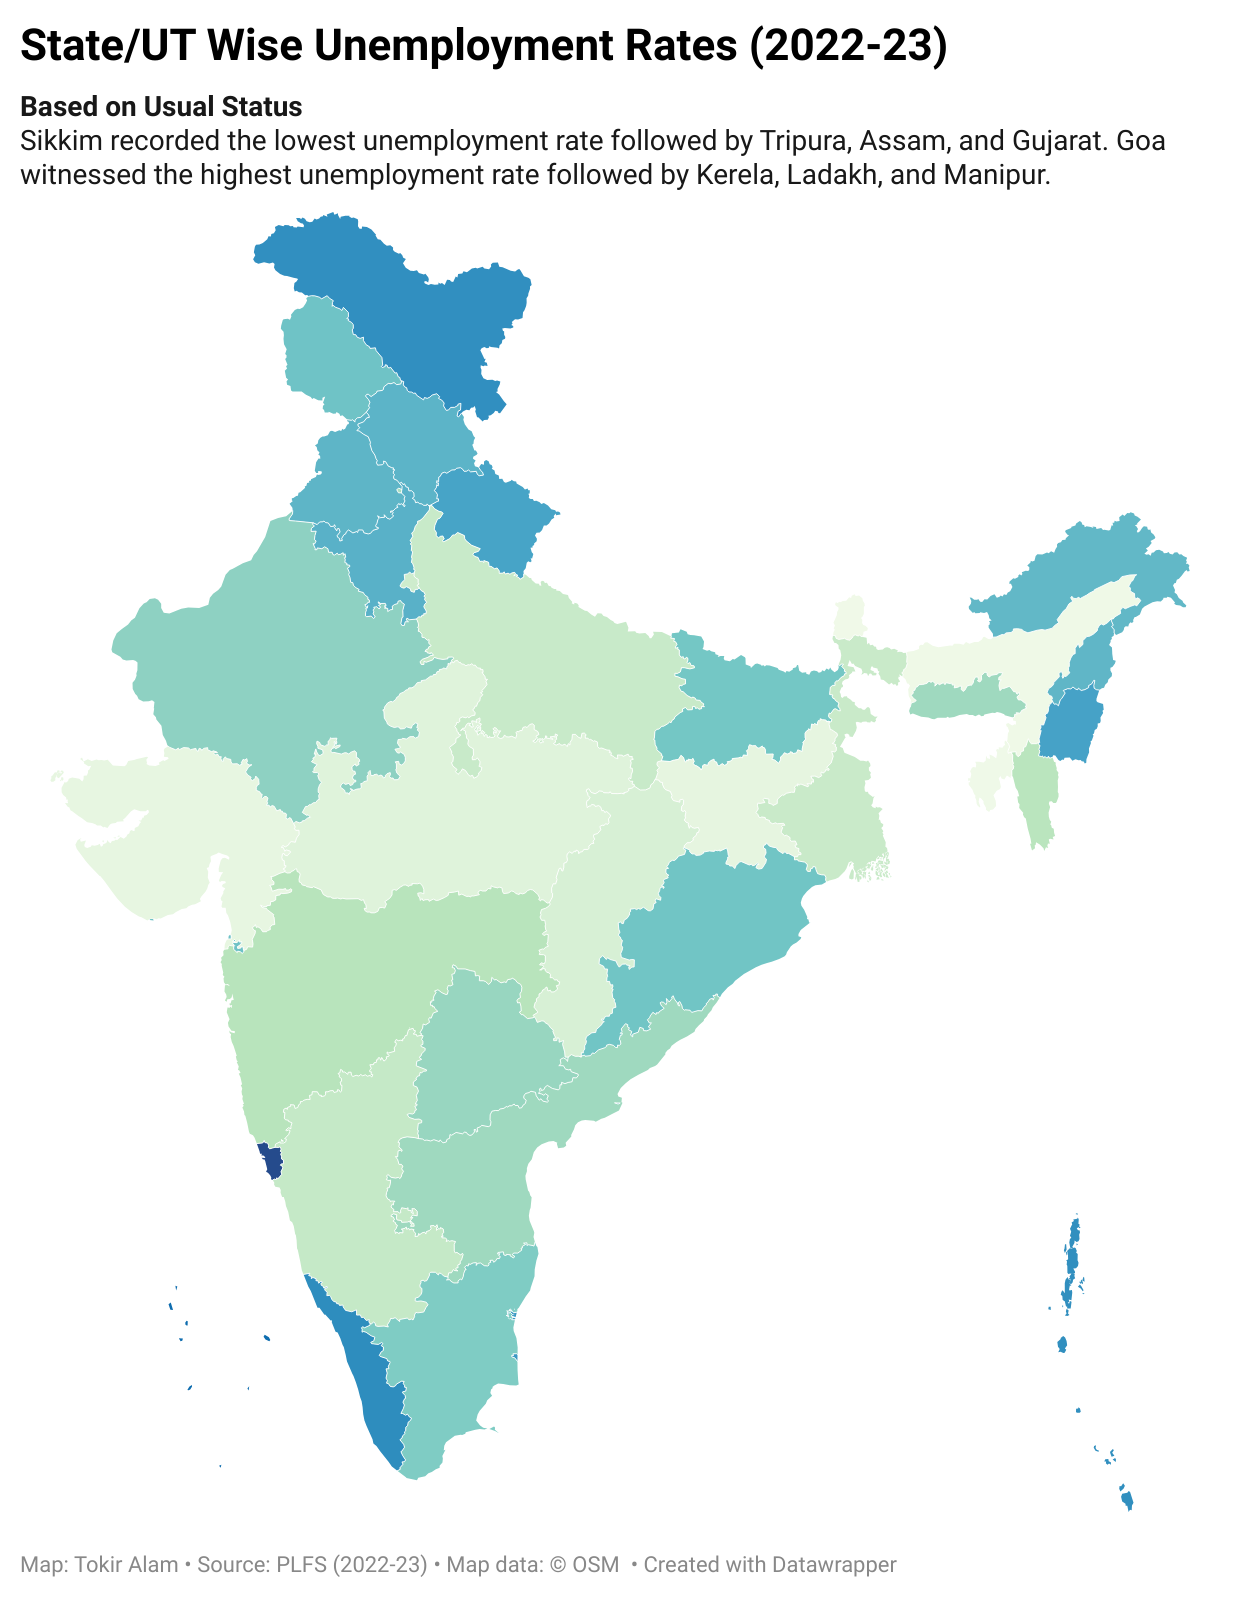 State/UT Wise Unemployment Rates (2022-23)
Based on Usual Status
Sikkim recorded the lowest unemployment rate followed by Tripura, Assam, and Gujarat. Goa
witnessed the highest unemployment rate followed by Kerela, Ladakh, and Manipur.
Map: Tokir Alam • Source: PLFS (2022-23) • Map data: © OSM • Created with Datawrapper